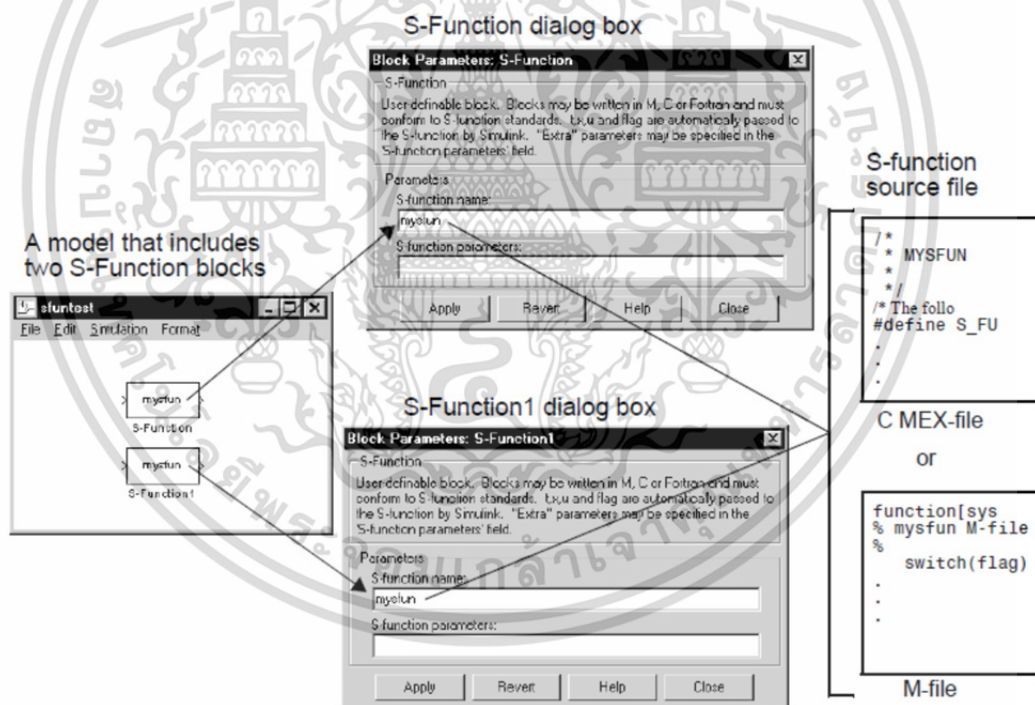 S-Function dialog box
Block Parameters: S-Function
S-Function
User-definable block. Blocks may be written in M, C or Fortran and must
conform to S-function standards. t,x,u and flag are automatically passed to
the S-function by Simulink. "Extra" parameters may be specified in the
'S-function parameters' field.
Parameters
S-function name:
mysfun
S-function parameters:
Apply Revert Help Close
A model that includes
two S-Function blocks
sfuntest
File Edit Simulation Format
mysfun
S-Function
mysfun
S-Function1
S-Function1 dialog box
Block Parameters: S-Function1
S-Function
User-definable block. Blocks may be written in M, C or Fortran and must
conform to S-function standards. t,x,u and flag are automatically passed to
the S-function by Simulink. "Extra" parameters may be specified in the
'S-function parameters' field.
Parameters
S-function name:
mysfun
S-function parameters:
Apply Revert Help Close
S-function
source file
/*
* MYSFUN
*
*/
/* The follo
#define S_FU
.
.
.
C MEX-file
or
function[sys
% mysfun M-file
%
switch(flag)
.
.
.
M-file